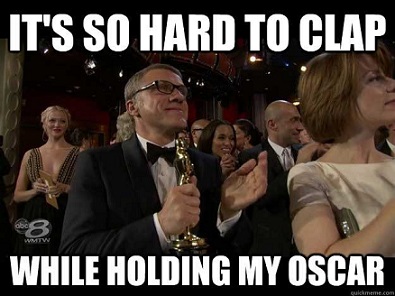 IT'S SO HARD TO CLAP
abc 8
WMTW
WHILE HOLDING MY OSCAR
quickmeme.com